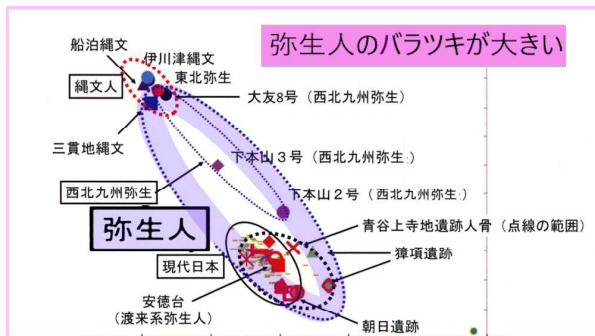 弥生人のバラツキが大きい
船泊縄文
伊川津縄文
東北弥生
縄文人
大友8号（西北九州弥生）
三貫地縄文
下本山３号（西北九州弥生）
西北九州弥生
下本山２号（西北九州弥生）
弥生人
青谷上寺地遺跡人骨（点線の範囲）
現代日本
獐項遺跡
安徳台
（渡来系弥生人）
朝日遺跡